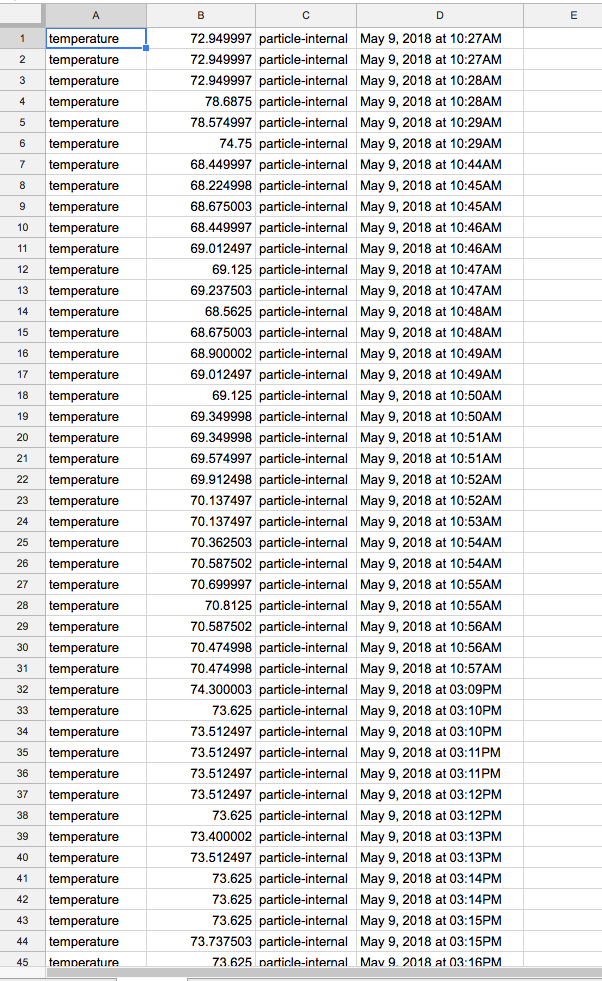 A B C D E
1 temperature 72.949997 particle-internal May 9, 2018 at 10:27AM
2 temperature 72.949997 particle-internal May 9, 2018 at 10:27AM
3 temperature 72.949997 particle-internal May 9, 2018 at 10:28AM
4 temperature 78.6875 particle-internal May 9, 2018 at 10:28AM
5 temperature 78.574997 particle-internal May 9, 2018 at 10:29AM
6 temperature 74.75 particle-internal May 9, 2018 at 10:29AM
7 temperature 68.449997 particle-internal May 9, 2018 at 10:44AM
8 temperature 68.224998 particle-internal May 9, 2018 at 10:45AM
9 temperature 68.675003 particle-internal May 9, 2018 at 10:45AM
10 temperature 68.449997 particle-internal May 9, 2018 at 10:46AM
11 temperature 69.012497 particle-internal May 9, 2018 at 10:46AM
12 temperature 69.125 particle-internal May 9, 2018 at 10:47AM
13 temperature 69.237503 particle-internal May 9, 2018 at 10:47AM
14 temperature 68.5625 particle-internal May 9, 2018 at 10:48AM
15 temperature 68.675003 particle-internal May 9, 2018 at 10:48AM
16 temperature 68.900002 particle-internal May 9, 2018 at 10:49AM
17 temperature 69.012497 particle-internal May 9, 2018 at 10:49AM
18 temperature 69.125 particle-internal May 9, 2018 at 10:50AM
19 temperature 69.349998 particle-internal May 9, 2018 at 10:50AM
20 temperature 69.349998 particle-internal May 9, 2018 at 10:51AM
21 temperature 69.574997 particle-internal May 9, 2018 at 10:51AM
22 temperature 69.912498 particle-internal May 9, 2018 at 10:52AM
23 temperature 70.137497 particle-internal May 9, 2018 at 10:52AM
24 temperature 70.137497 particle-internal May 9, 2018 at 10:53AM
25 temperature 70.362503 particle-internal May 9, 2018 at 10:54AM
26 temperature 70.587502 particle-internal May 9, 2018 at 10:54AM
27 temperature 70.699997 particle-internal May 9, 2018 at 10:55AM
28 temperature 70.8125 particle-internal May 9, 2018 at 10:55AM
29 temperature 70.587502 particle-internal May 9, 2018 at 10:56AM
30 temperature 70.474998 particle-internal May 9, 2018 at 10:56AM
31 temperature 70.474998 particle-internal May 9, 2018 at 10:57AM
32 temperature 74.300003 particle-internal May 9, 2018 at 03:09PM
33 temperature 73.625 particle-internal May 9, 2018 at 03:10PM
34 temperature 73.512497 particle-internal May 9, 2018 at 03:10PM
35 temperature 73.512497 particle-internal May 9, 2018 at 03:11PM
36 temperature 73.512497 particle-internal May 9, 2018 at 03:11PM
37 temperature 73.512497 particle-internal May 9, 2018 at 03:12PM
38 temperature 73.625 particle-internal May 9, 2018 at 03:12PM
39 temperature 73.400002 particle-internal May 9, 2018 at 03:13PM
40 temperature 73.512497 particle-internal May 9, 2018 at 03:13PM
41 temperature 73.625 particle-internal May 9, 2018 at 03:14PM
42 temperature 73.625 particle-internal May 9, 2018 at 03:14PM
43 temperature 73.625 particle-internal May 9, 2018 at 03:15PM
44 temperature 73.737503 particle-internal May 9, 2018 at 03:15PM
45 temperature 73.625 particle-internal May 9, 2018 at 03:16PM